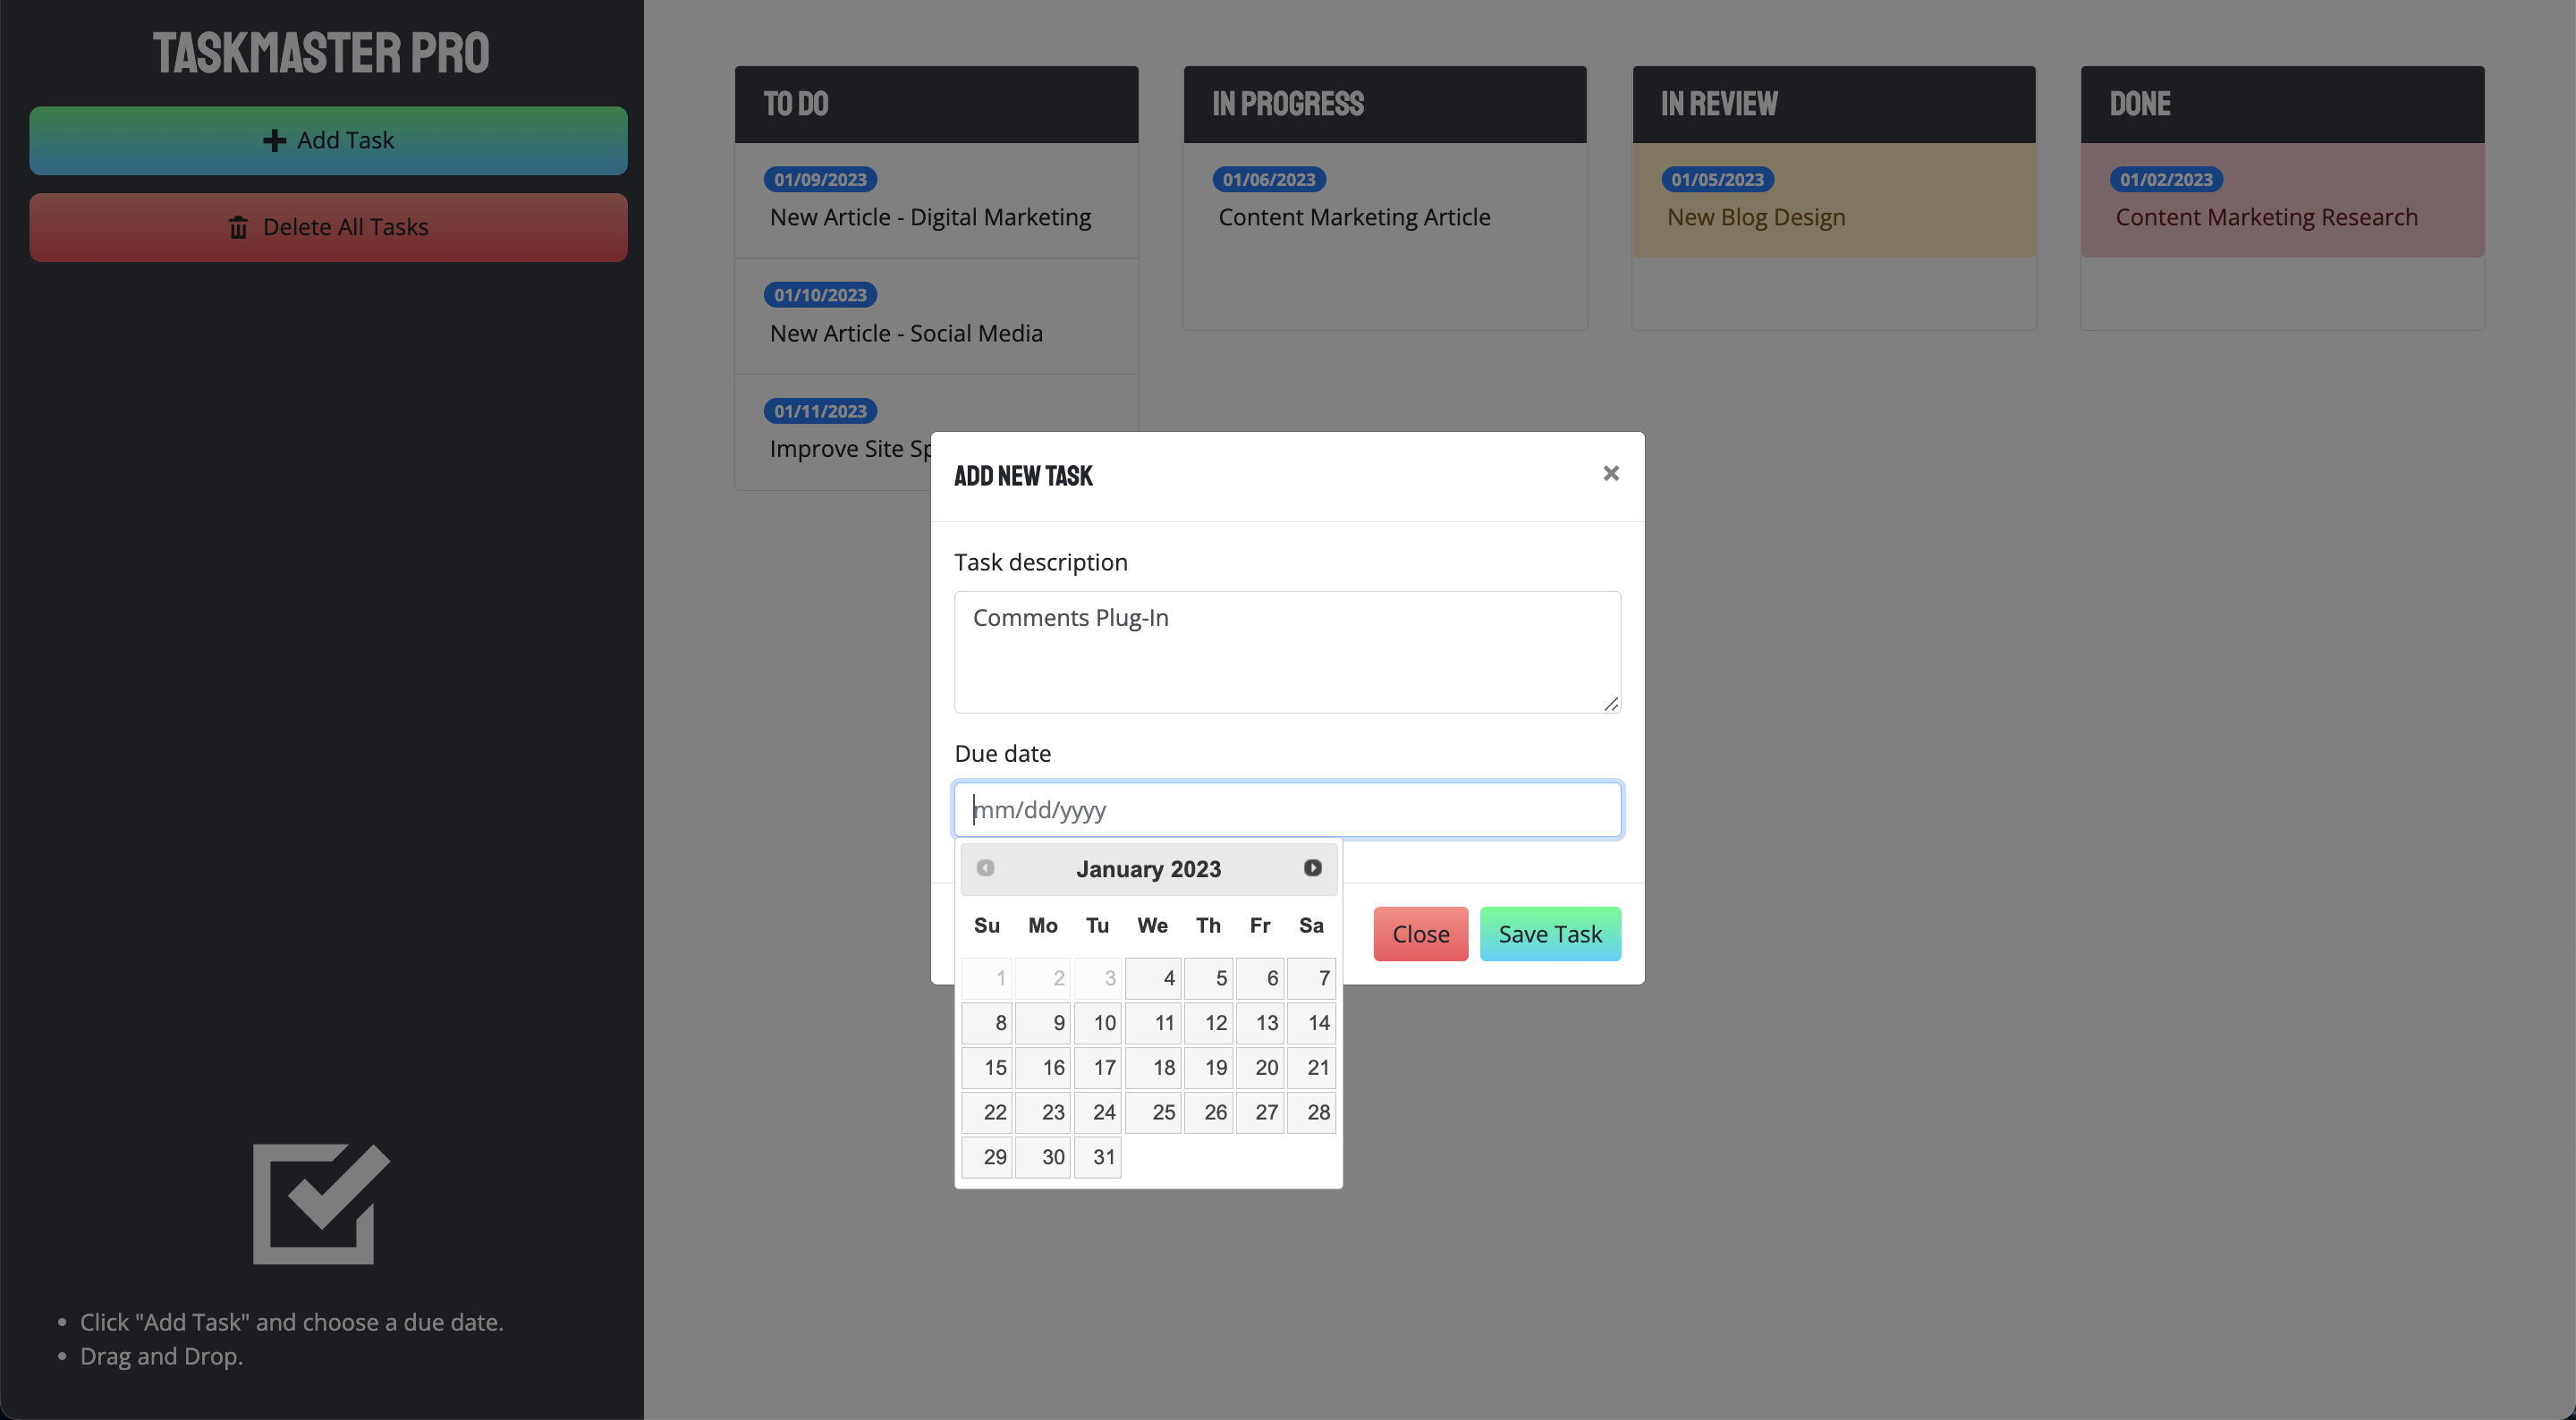 TASKMASTER PRO
Add Task
Delete All Tasks
Click "Add Task" and choose a due date.
Drag and Drop.
TO DO
01/09/2023
New Article - Digital Marketing
01/10/2023
New Article - Social Media
01/11/2023
Improve Site
IN PROGRESS
01/06/2023
Content Marketing Article
IN REVIEW
01/05/2023
New Blog Design
DONE
01/02/2023
Content Marketing Research
ADD NEW TASK
×
Task description
Comments Plug-In
Due date
mm/dd/yyyy
January 2023
Su Mo Tu We Th Fr Sa
1 2 3 4 5 6 7
8 9 10 11 12 13 14
15 16 17 18 19 20 21
22 23 24 25 26 27 28
29 30 31
Close
Save Task